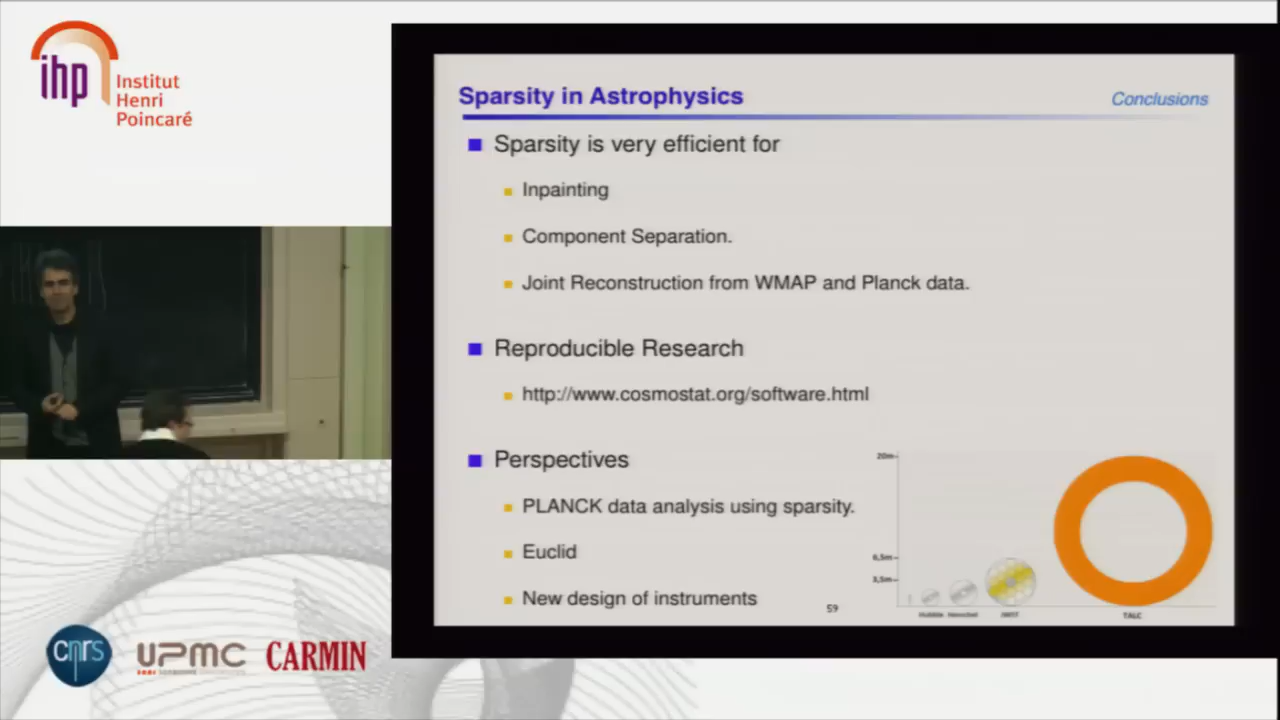 ihp
Institut
Henri
Poincaré
Sparsity in Astrophysics
Conclusions
Sparsity is very efficient for
Inpainting
Component Separation.
Joint Reconstruction from WMAP and Planck data.
Reproducible Research
http://www.cosmostat.org/software.html
Perspectives
PLANCK data analysis using sparsity.
Euclid
New design of instruments
59
20m
6,5m
3,5m
Hubble Herschel JWST TALC
cnrs UPMC CARMIN